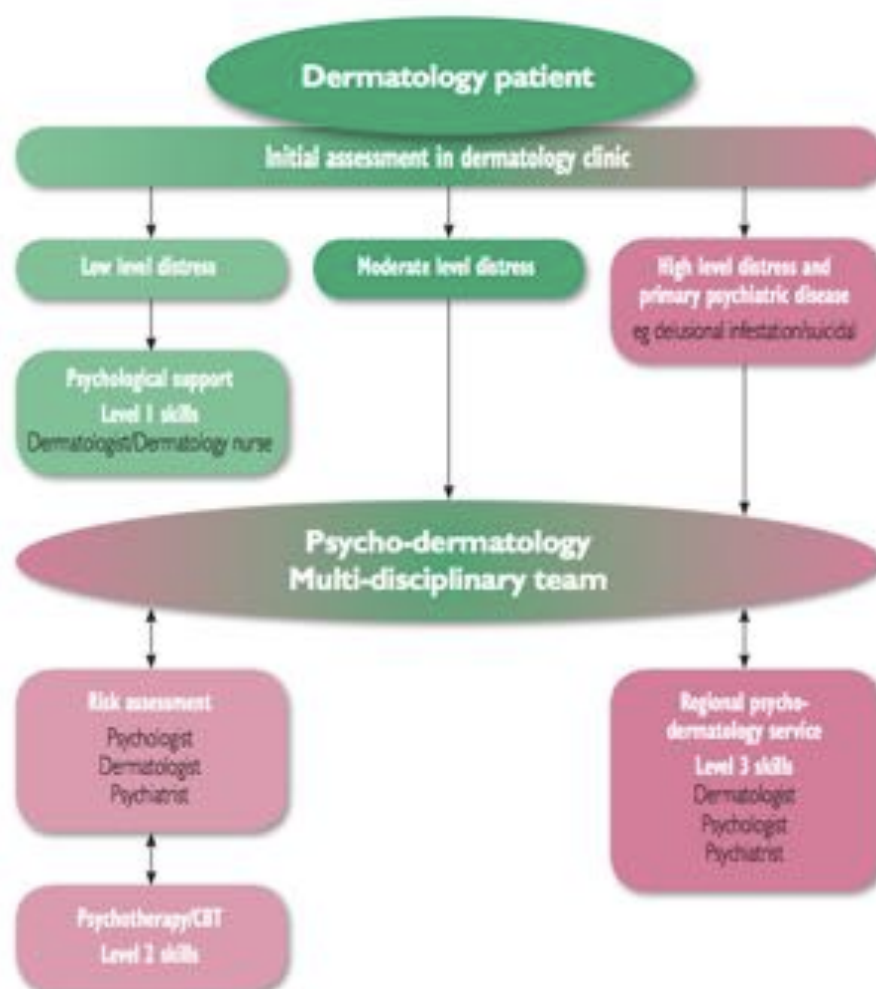 Dermatology patient
Initial assessment in dermatology clinic
Low level distress
Moderate level distress
High level distress and
primary psychiatric disease
eg delusional infestation/suicidal
Psychological support
Level 1 skills
Dermatologist/Dermatology nurse
Psycho-dermatology
Multi-disciplinary team
Risk assessment
Psychologist
Dermatologist
Psychiatrist
Regional psycho-
dermatology service
Level 3 skills
Dermatologist
Psychologist
Psychiatrist
Psychotherapy/CBT
Level 2 skills